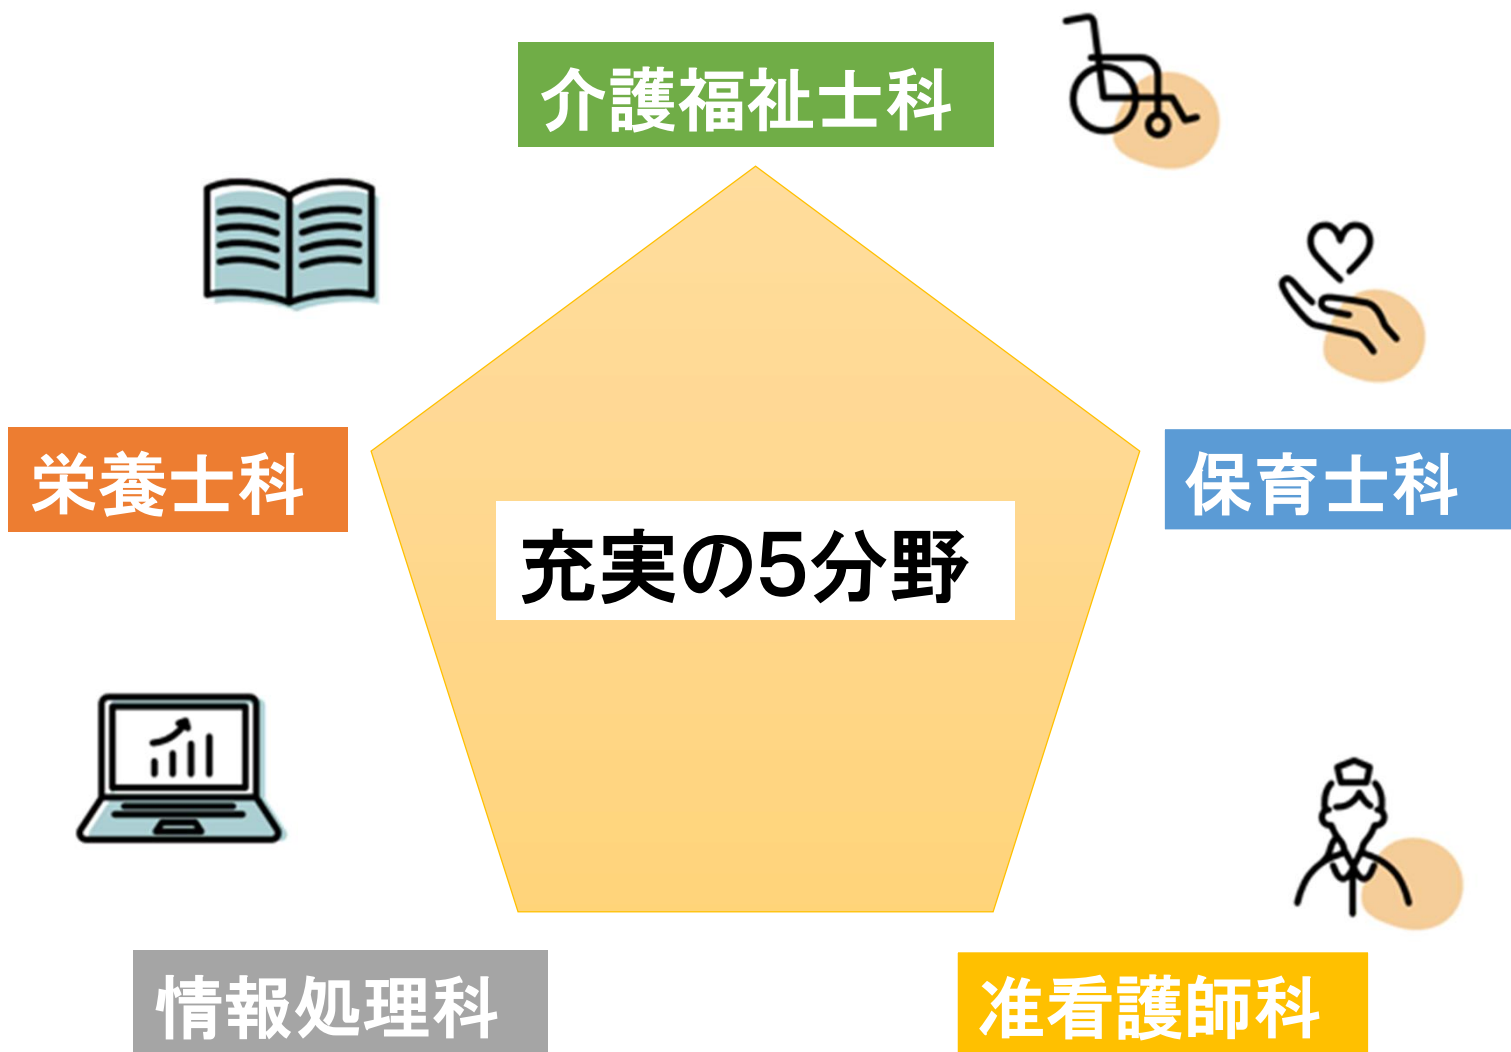 介護福祉士科
栄養士科
保育士科
充実の5分野
情報処理科
准看護師科